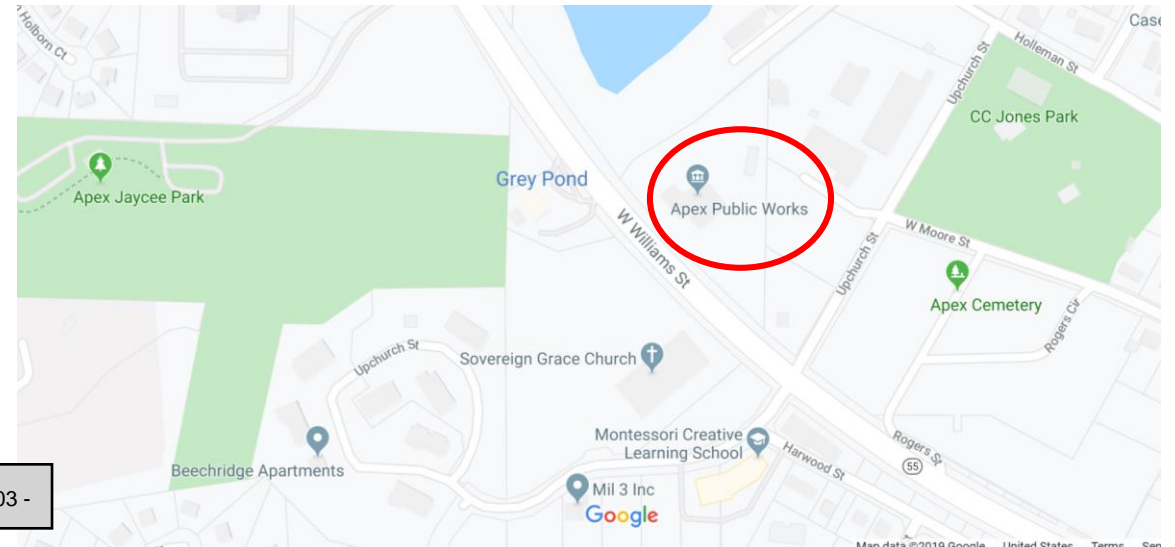 Holborn Ct
Case
Holleman St
Upchurch St
CC Jones Park
Apex Jaycee Park
Grey Pond
Apex Public Works
W Williams St
W Moore St
Upchurch St
Apex Cemetery
Rogers Cir
Upchurch St
Sovereign Grace Church
Montessori Creative
Learning School
Harwood St
Rogers St
55
Beechridge Apartments
Mil 3 Inc
03 -
Google
Map data ©2019 Google United States Terms Sen